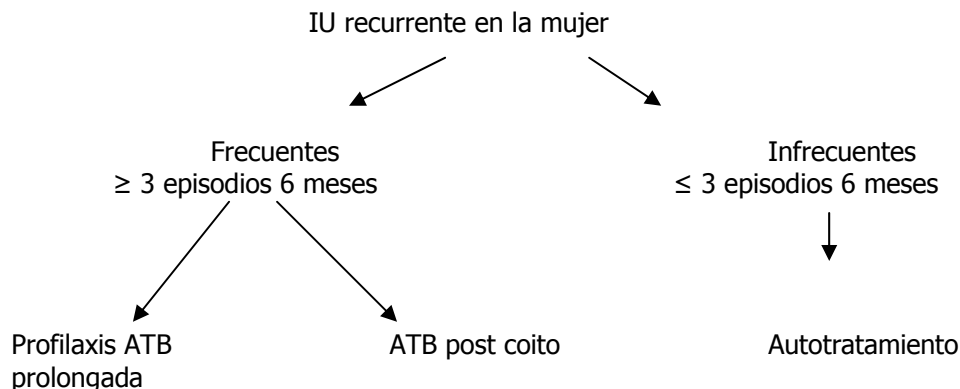 IU recurrente en la mujer
Frecuentes
≥ 3 episodios 6 meses
Infrecuentes
≤ 3 episodios 6 meses
Profilaxis ATB
prolongada
ATB post coito
Autotratamiento